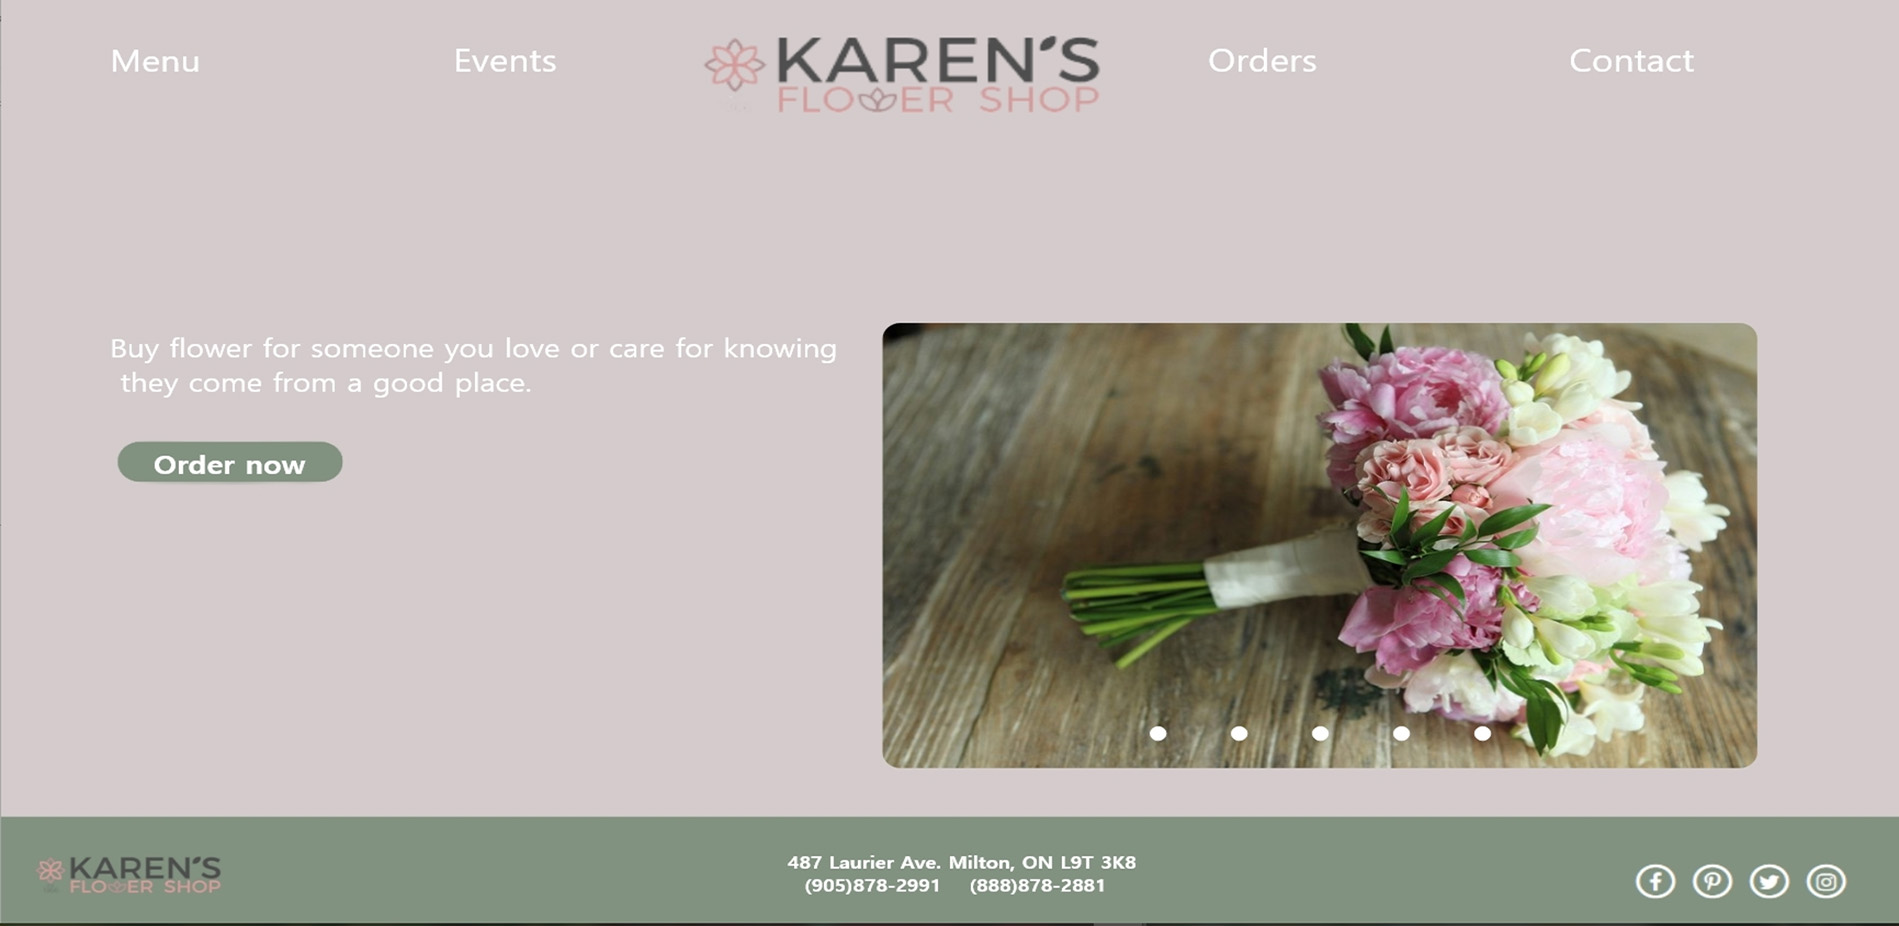 Menu
Events
KAREN'S
FLOWER SHOP
Orders
Contact
Buy flower for someone you love or care for knowing
they come from a good place.
Order now
KAREN'S
FLOWER SHOP
487 Laurier Ave. Milton, ON L9T 3K8
(905)878-2991 (888)878-2881